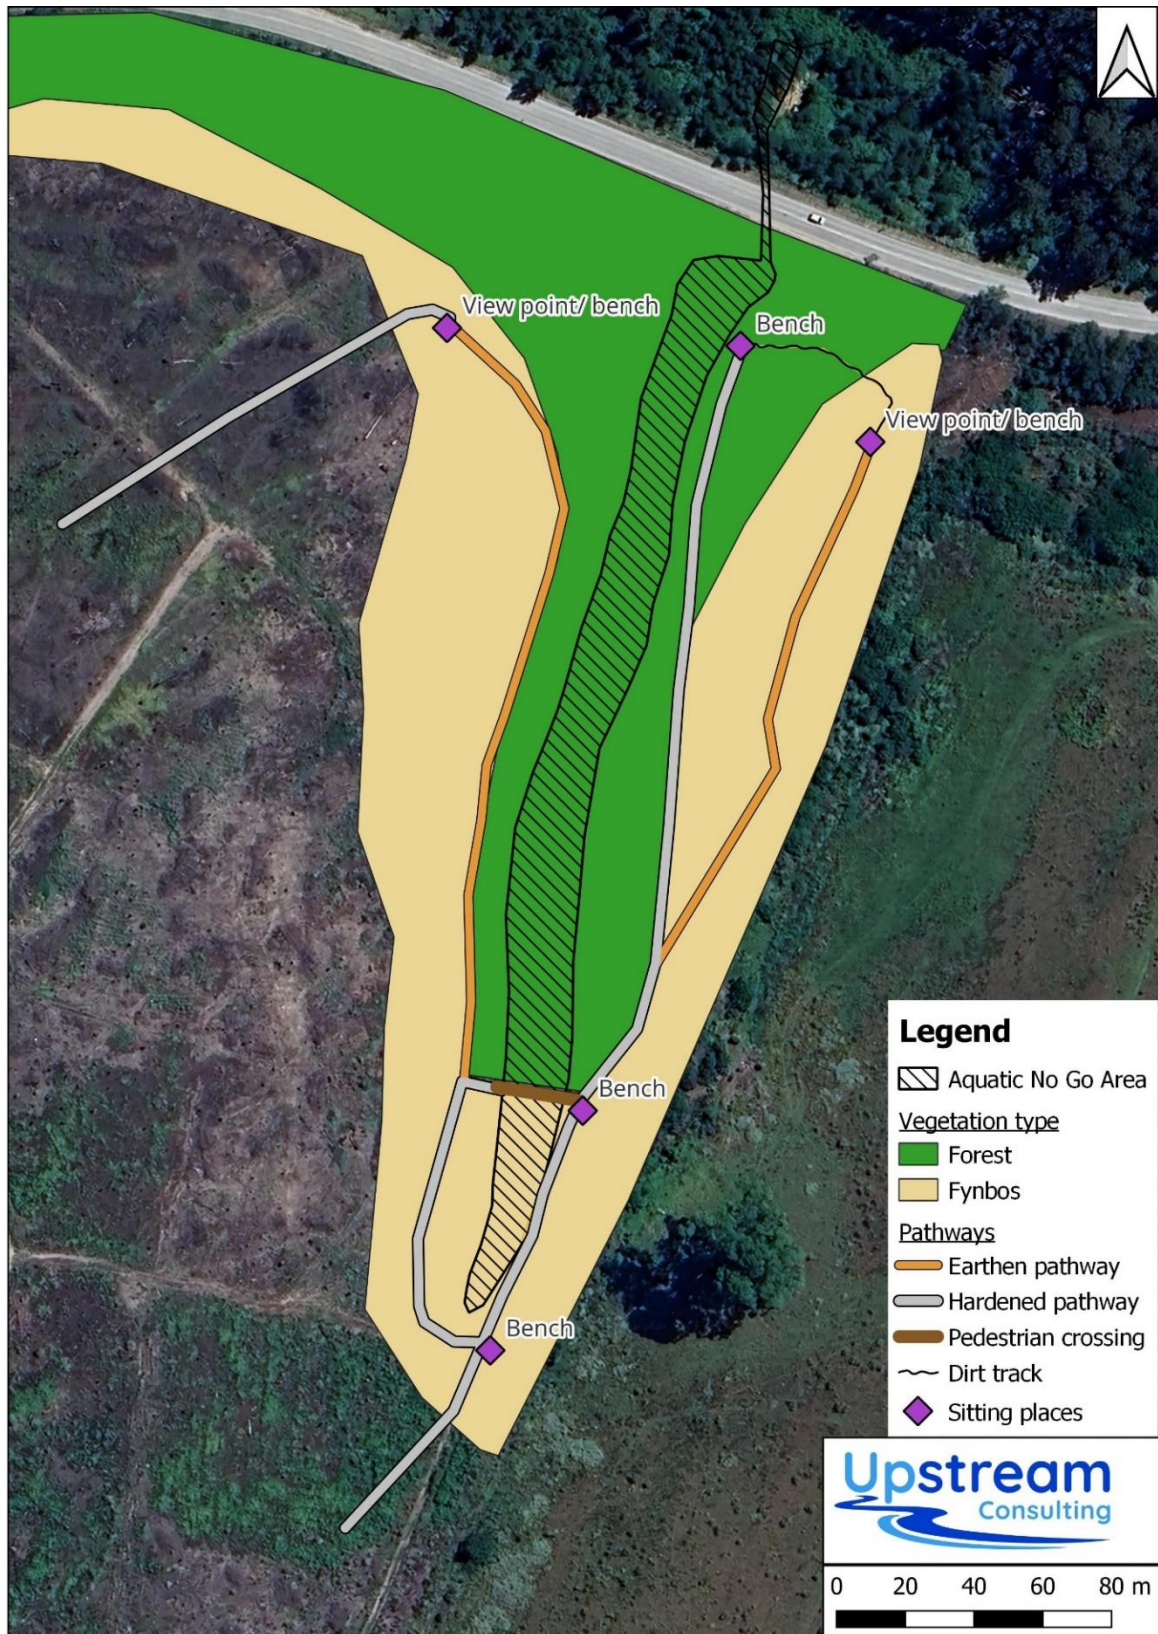 View point/ bench
Bench
View point/ bench
Bench
Bench
Legend
Aquatic No Go Area
Vegetation type
Forest
Fynbos
Pathways
Earthen pathway
Hardened pathway
Pedestrian crossing
Dirt track
Sitting places
Upstream
Consulting
0 20 40 60 80 m